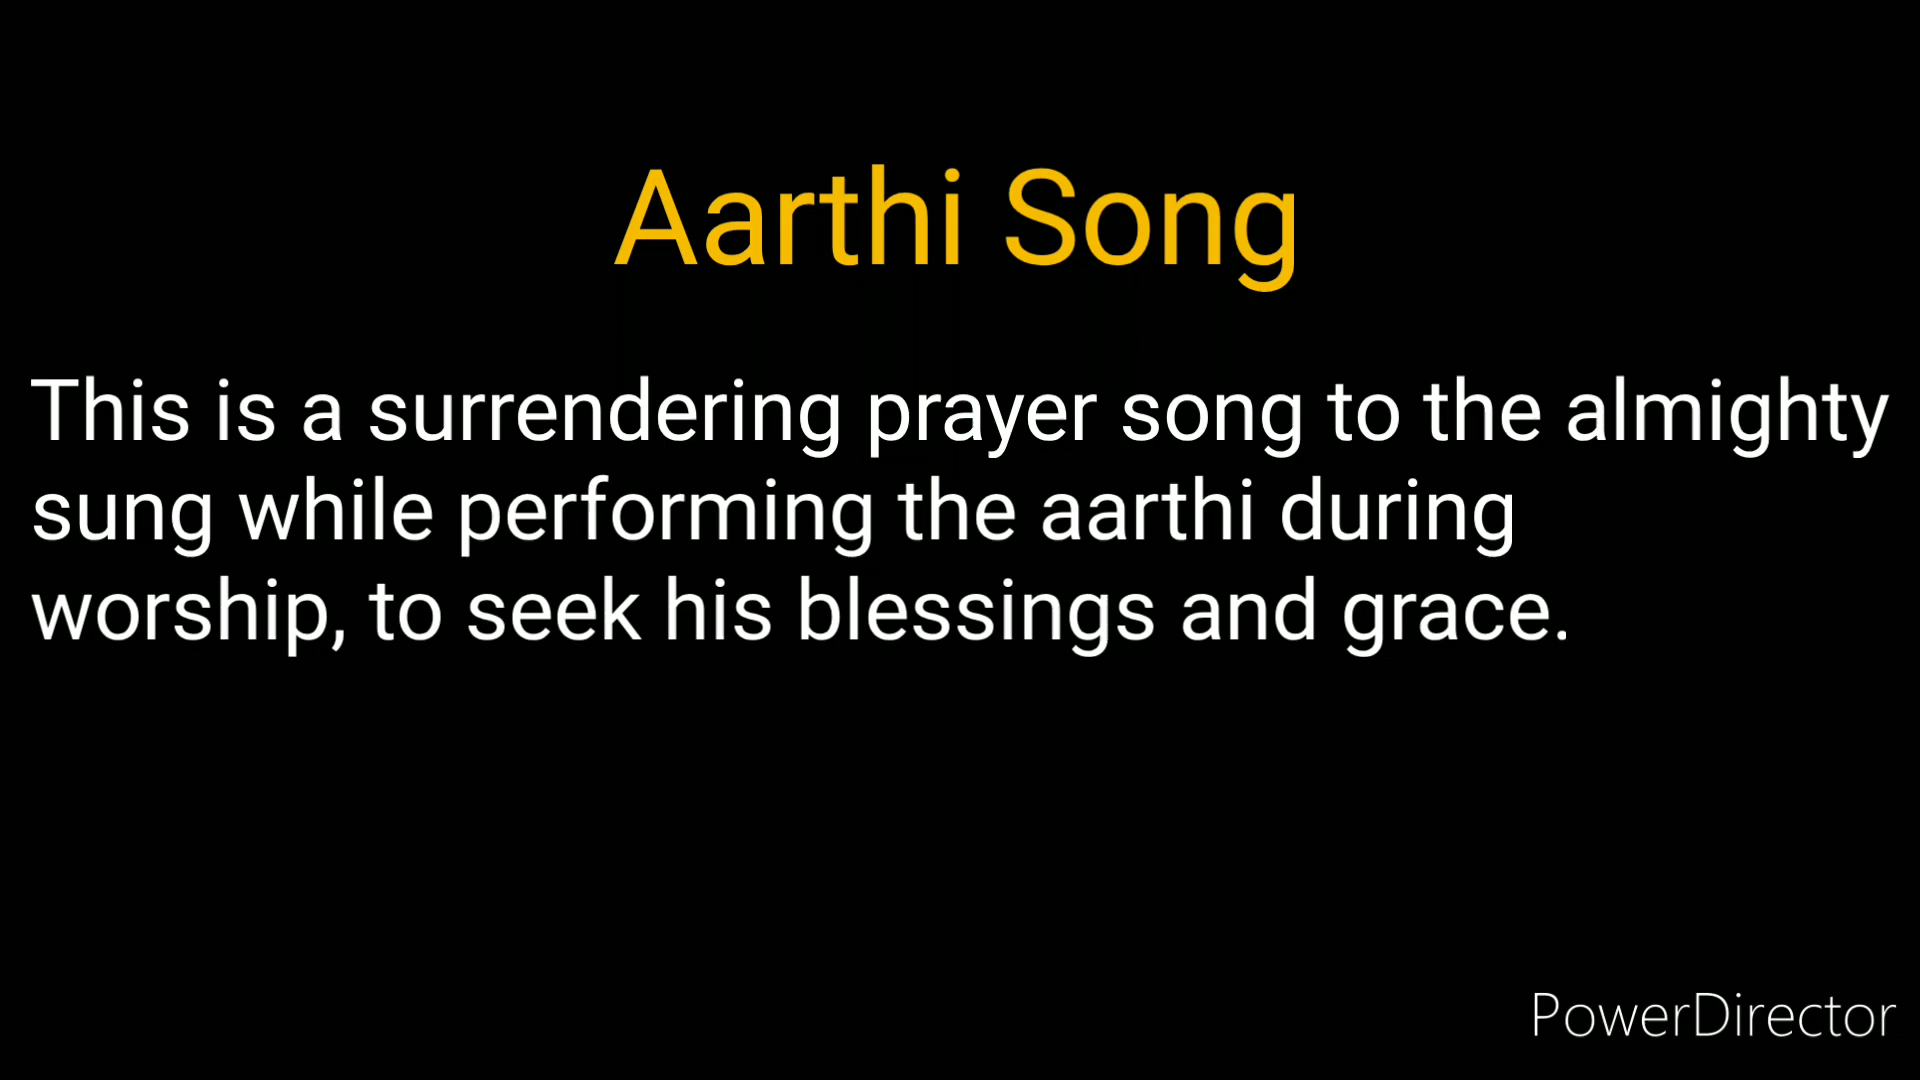 Aarthi Song
This is a surrendering prayer song to the almighty
sung while performing the aarthi during
worship, to seek his blessings and grace.
PowerDirector